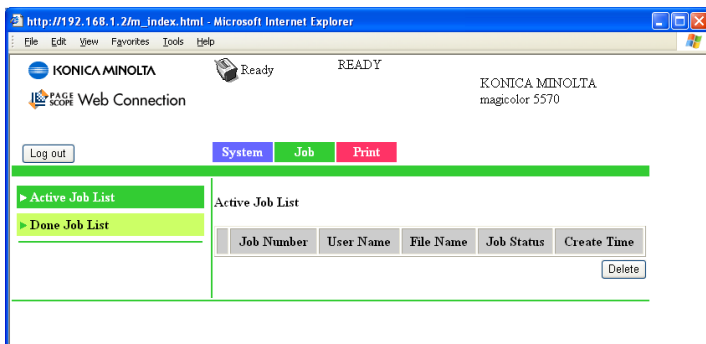 http://192.168.1.2/m_index.html - Microsoft Internet Explorer
File Edit View Favorites Tools Help
KONICA MINOLTA
Ready
READY
KONICA MINOLTA
magicolor 5570
PAGE SCOPE Web Connection
Log out
System Job Print
Active Job List
Done Job List
Active Job List
Job Number User Name File Name Job Status Create Time
Delete